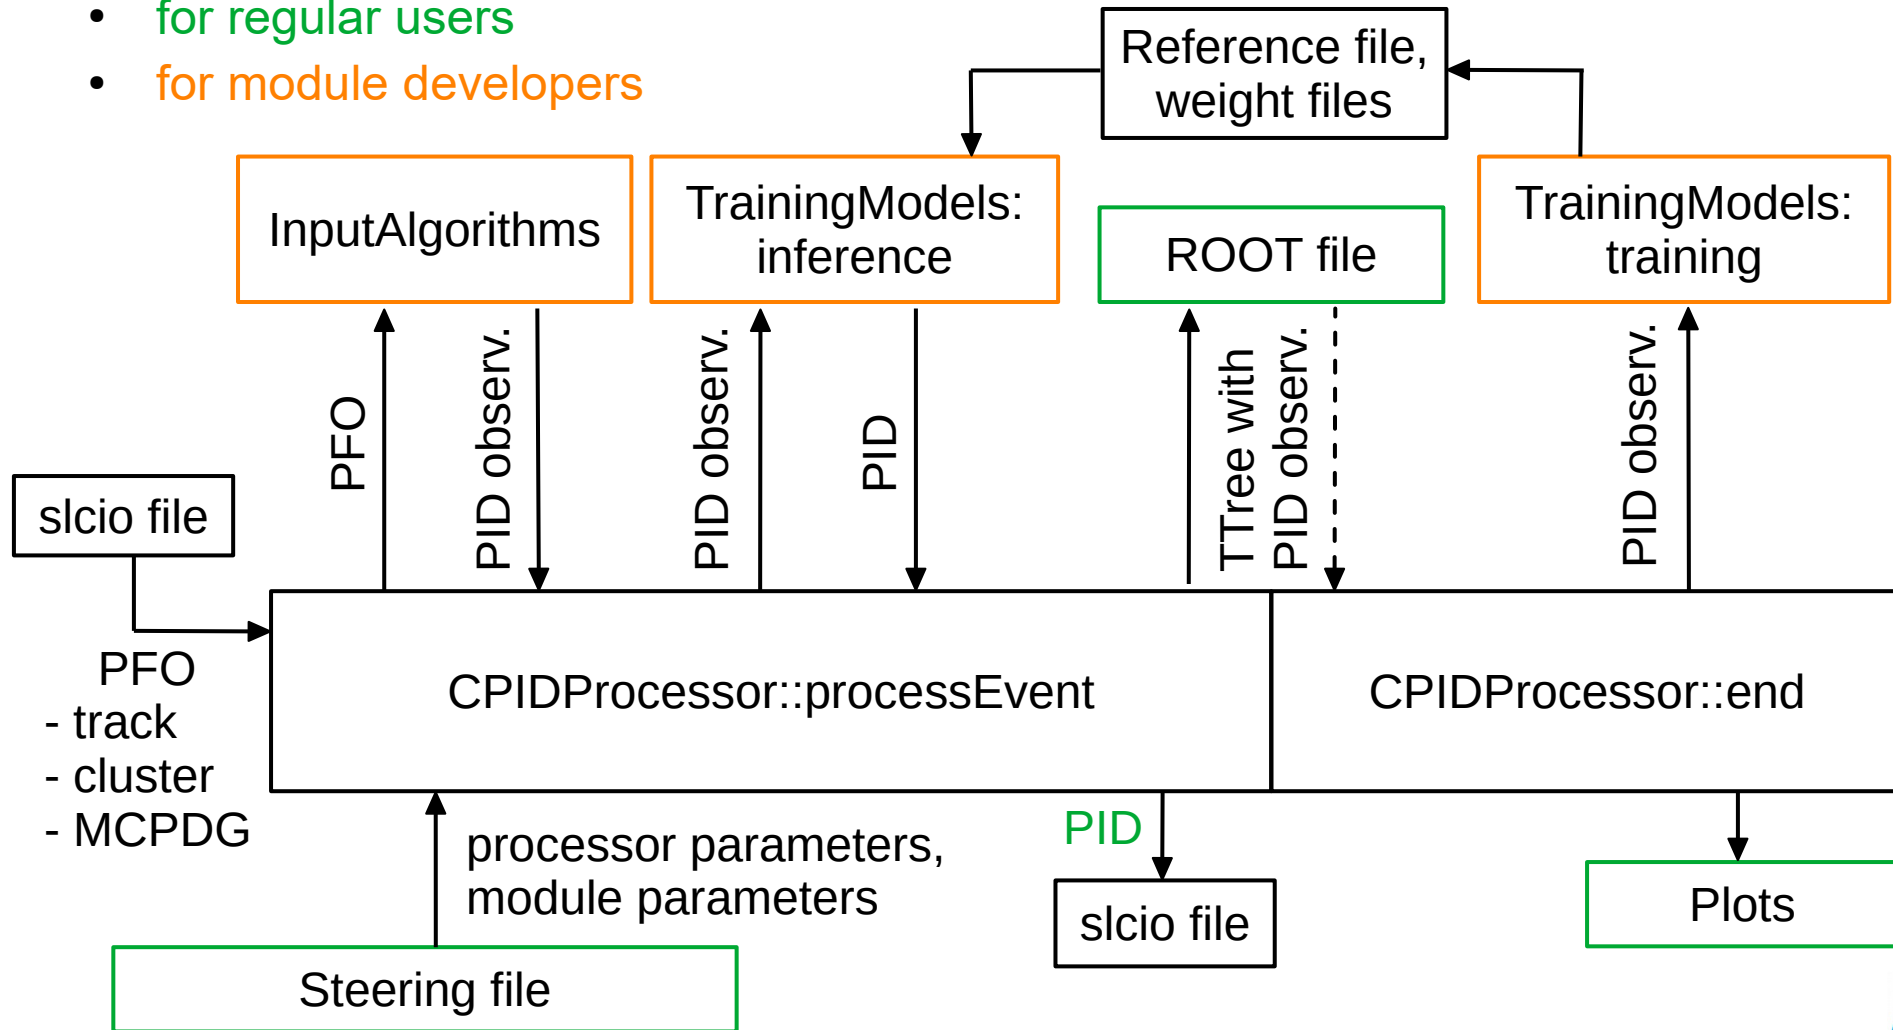 • for regular users
• for module developers
Reference file,
weight files
InputAlgorithms
TrainingModels:
inference
ROOT file
TrainingModels:
training
PFO
PID observ.
PID observ.
PID
TTree with
PID observ.
PID observ.
slcio file
PFO
- track
- cluster
- MCPDG
CPIDProcessor::processEvent
CPIDProcessor::end
processor parameters,
module parameters
PID
slcio file
Plots
Steering file